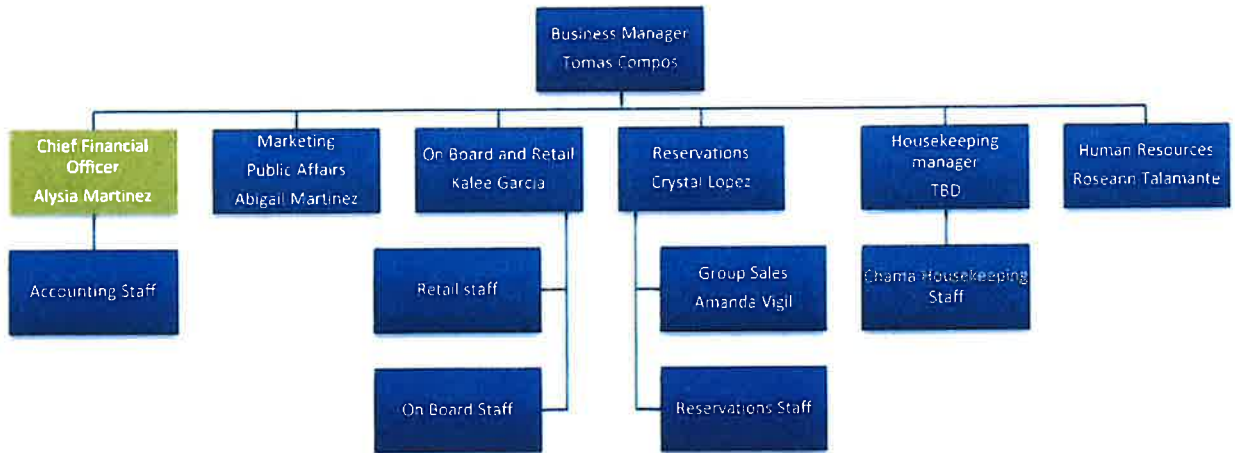 Business Manager
Tomas Compos
Chief Financial
Officer
Alysia Martinez
Marketing
Public Affairs
Abigail Martinez
On Board and Retail
Kalee Garcia
Reservations
Crystal Lopez
Housekeeping
manager
TBD
Human Resources
Roseann Talamante
Accounting Staff
Retail staff
Group Sales
Amanda Vigil
Chama Housekeeping
Staff
On Board Staff
Reservations Staff